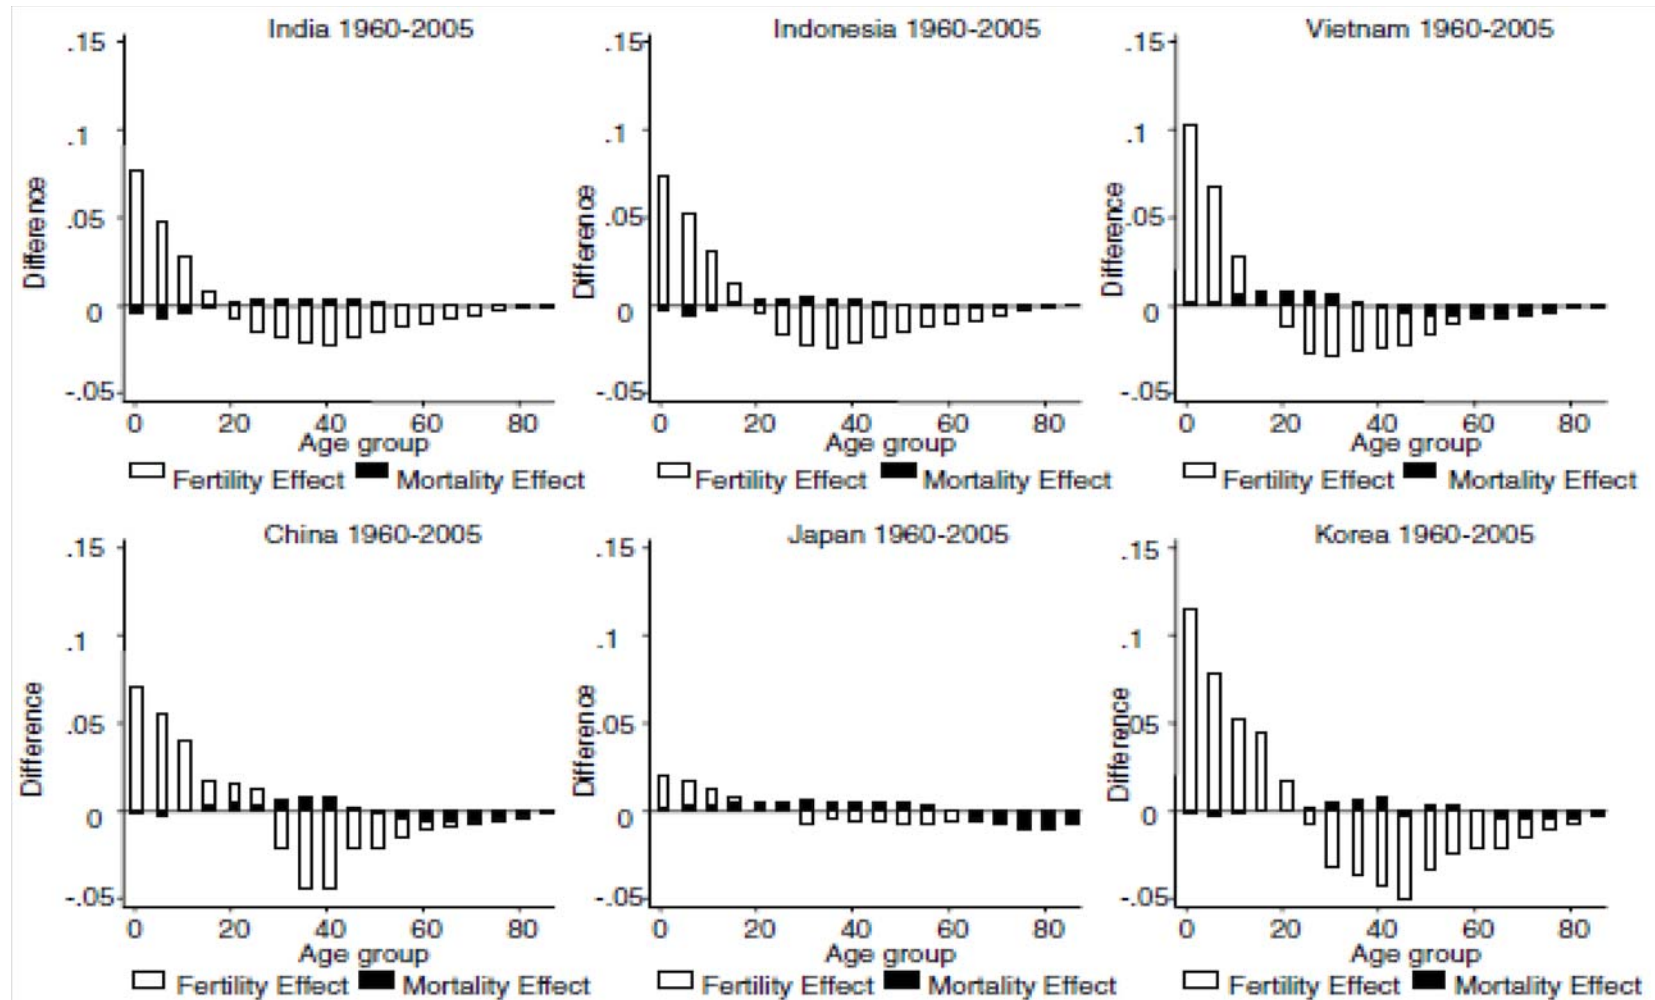 India 1960-2005
.15
.1
.05
0
-.05
Difference
0 20 40 60 80
Age group
Fertility Effect Mortality Effect
Indonesia 1960-2005
.15
.1
.05
0
-.05
Difference
0 20 40 60 80
Age group
Fertility Effect Mortality Effect
Vietnam 1960-2005
.15
.1
.05
0
-.05
Difference
0 20 40 60 80
Age group
Fertility Effect Mortality Effect
China 1960-2005
.15
.1
.05
0
-.05
Difference
0 20 40 60 80
Age group
Fertility Effect Mortality Effect
Japan 1960-2005
.15
.1
.05
0
-.05
Difference
0 20 40 60 80
Age group
Fertility Effect Mortality Effect
Korea 1960-2005
.15
.1
.05
0
-.05
Difference
0 20 40 60 80
Age group
Fertility Effect Mortality Effect